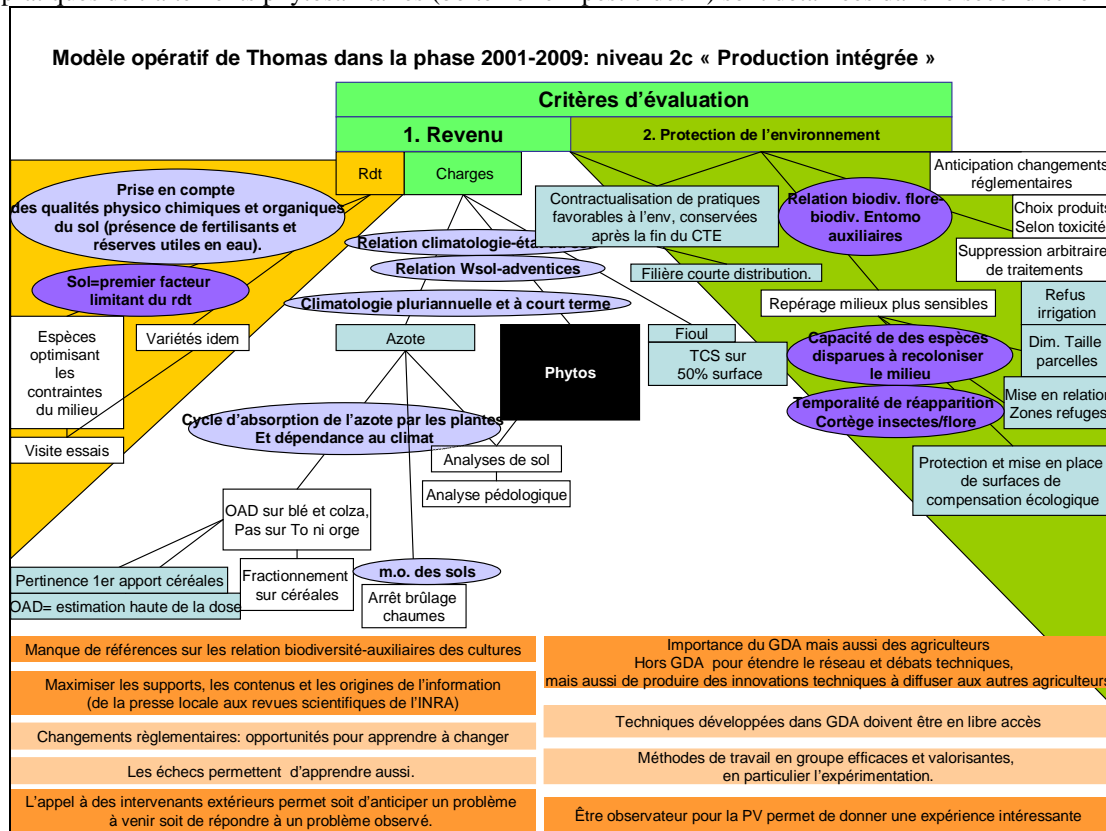 Modèle opératif de Thomas dans la phase 2001-2009: niveau 2c « Production intégrée »
Critères d'évaluation
1. Revenu
2. Protection de l'environnement
Rdt
Charges
Prise en compte
des qualités physico chimiques et organiques
du sol (présence de fertilisants et
réserves utiles en eau).
Sol=premier facteur
limitant du rdt
Espèces
optimisant
les
contraintes
du milieu
Variétés idem
Visite essais
Relation climatologie-état
Relation Wsol-adventices
Climatologie pluriannuelle et à court terme
Azote
Phytos
Fioul
TCS sur
50% surface
Cycle d'absorption de l'azote par les plantes
Et dépendance au climat
Analyses de sol
Analyse pédologique
OAD sur blé et colza,
Pas sur To ni orge
Pertinence 1er apport céréales
OAD= estimation haute de la dose
Fractionnement
sur céréales
m.o. des sols
Arrêt brûlage
chaumes
Contractualisation de pratiques
favorables à l'env, conservées
après la fin du CTE
Filière courte distribution.
Relation biodiv. flore-
biodiv. Entomo
auxiliaires
Anticipation changements
réglementaires
Choix produits
Selon toxicité
Suppression arbitraire
de traitements
Repérage milieux plus sensibles
Refus
irrigation
Capacité de des espèces
disparues à recoloniser
le milieu
Dim. Taille
parcelles
Temporalité de réapparition
Cortège insectes/flore
Mise en relation
Zones refuges
Protection et mise en place
de surfaces de
compensation écologique
Manque de références sur les relation biodiversité-auxiliaires des cultures
Maximiser les supports, les contenus et les origines de l'information
(de la presse locale aux revues scientifiques de l'INRA)
Changements règlementaires: opportunités pour apprendre à changer
Les échecs permettent d'apprendre aussi.
L'appel à des intervenants extérieurs permet soit d'anticiper un problème
à venir soit de répondre à un problème observé.
Importance du GDA mais aussi des agriculteurs
Hors GDA pour étendre le réseau et débats techniques,
mais aussi de produire des innovations techniques à diffuser aux autres agriculteurs
Techniques développées dans GDA doivent être en libre accès
Méthodes de travail en groupe efficaces et valorisantes,
en particulier l'expérimentation.
Être observateur pour la PV permet de donner une expérience intéressante